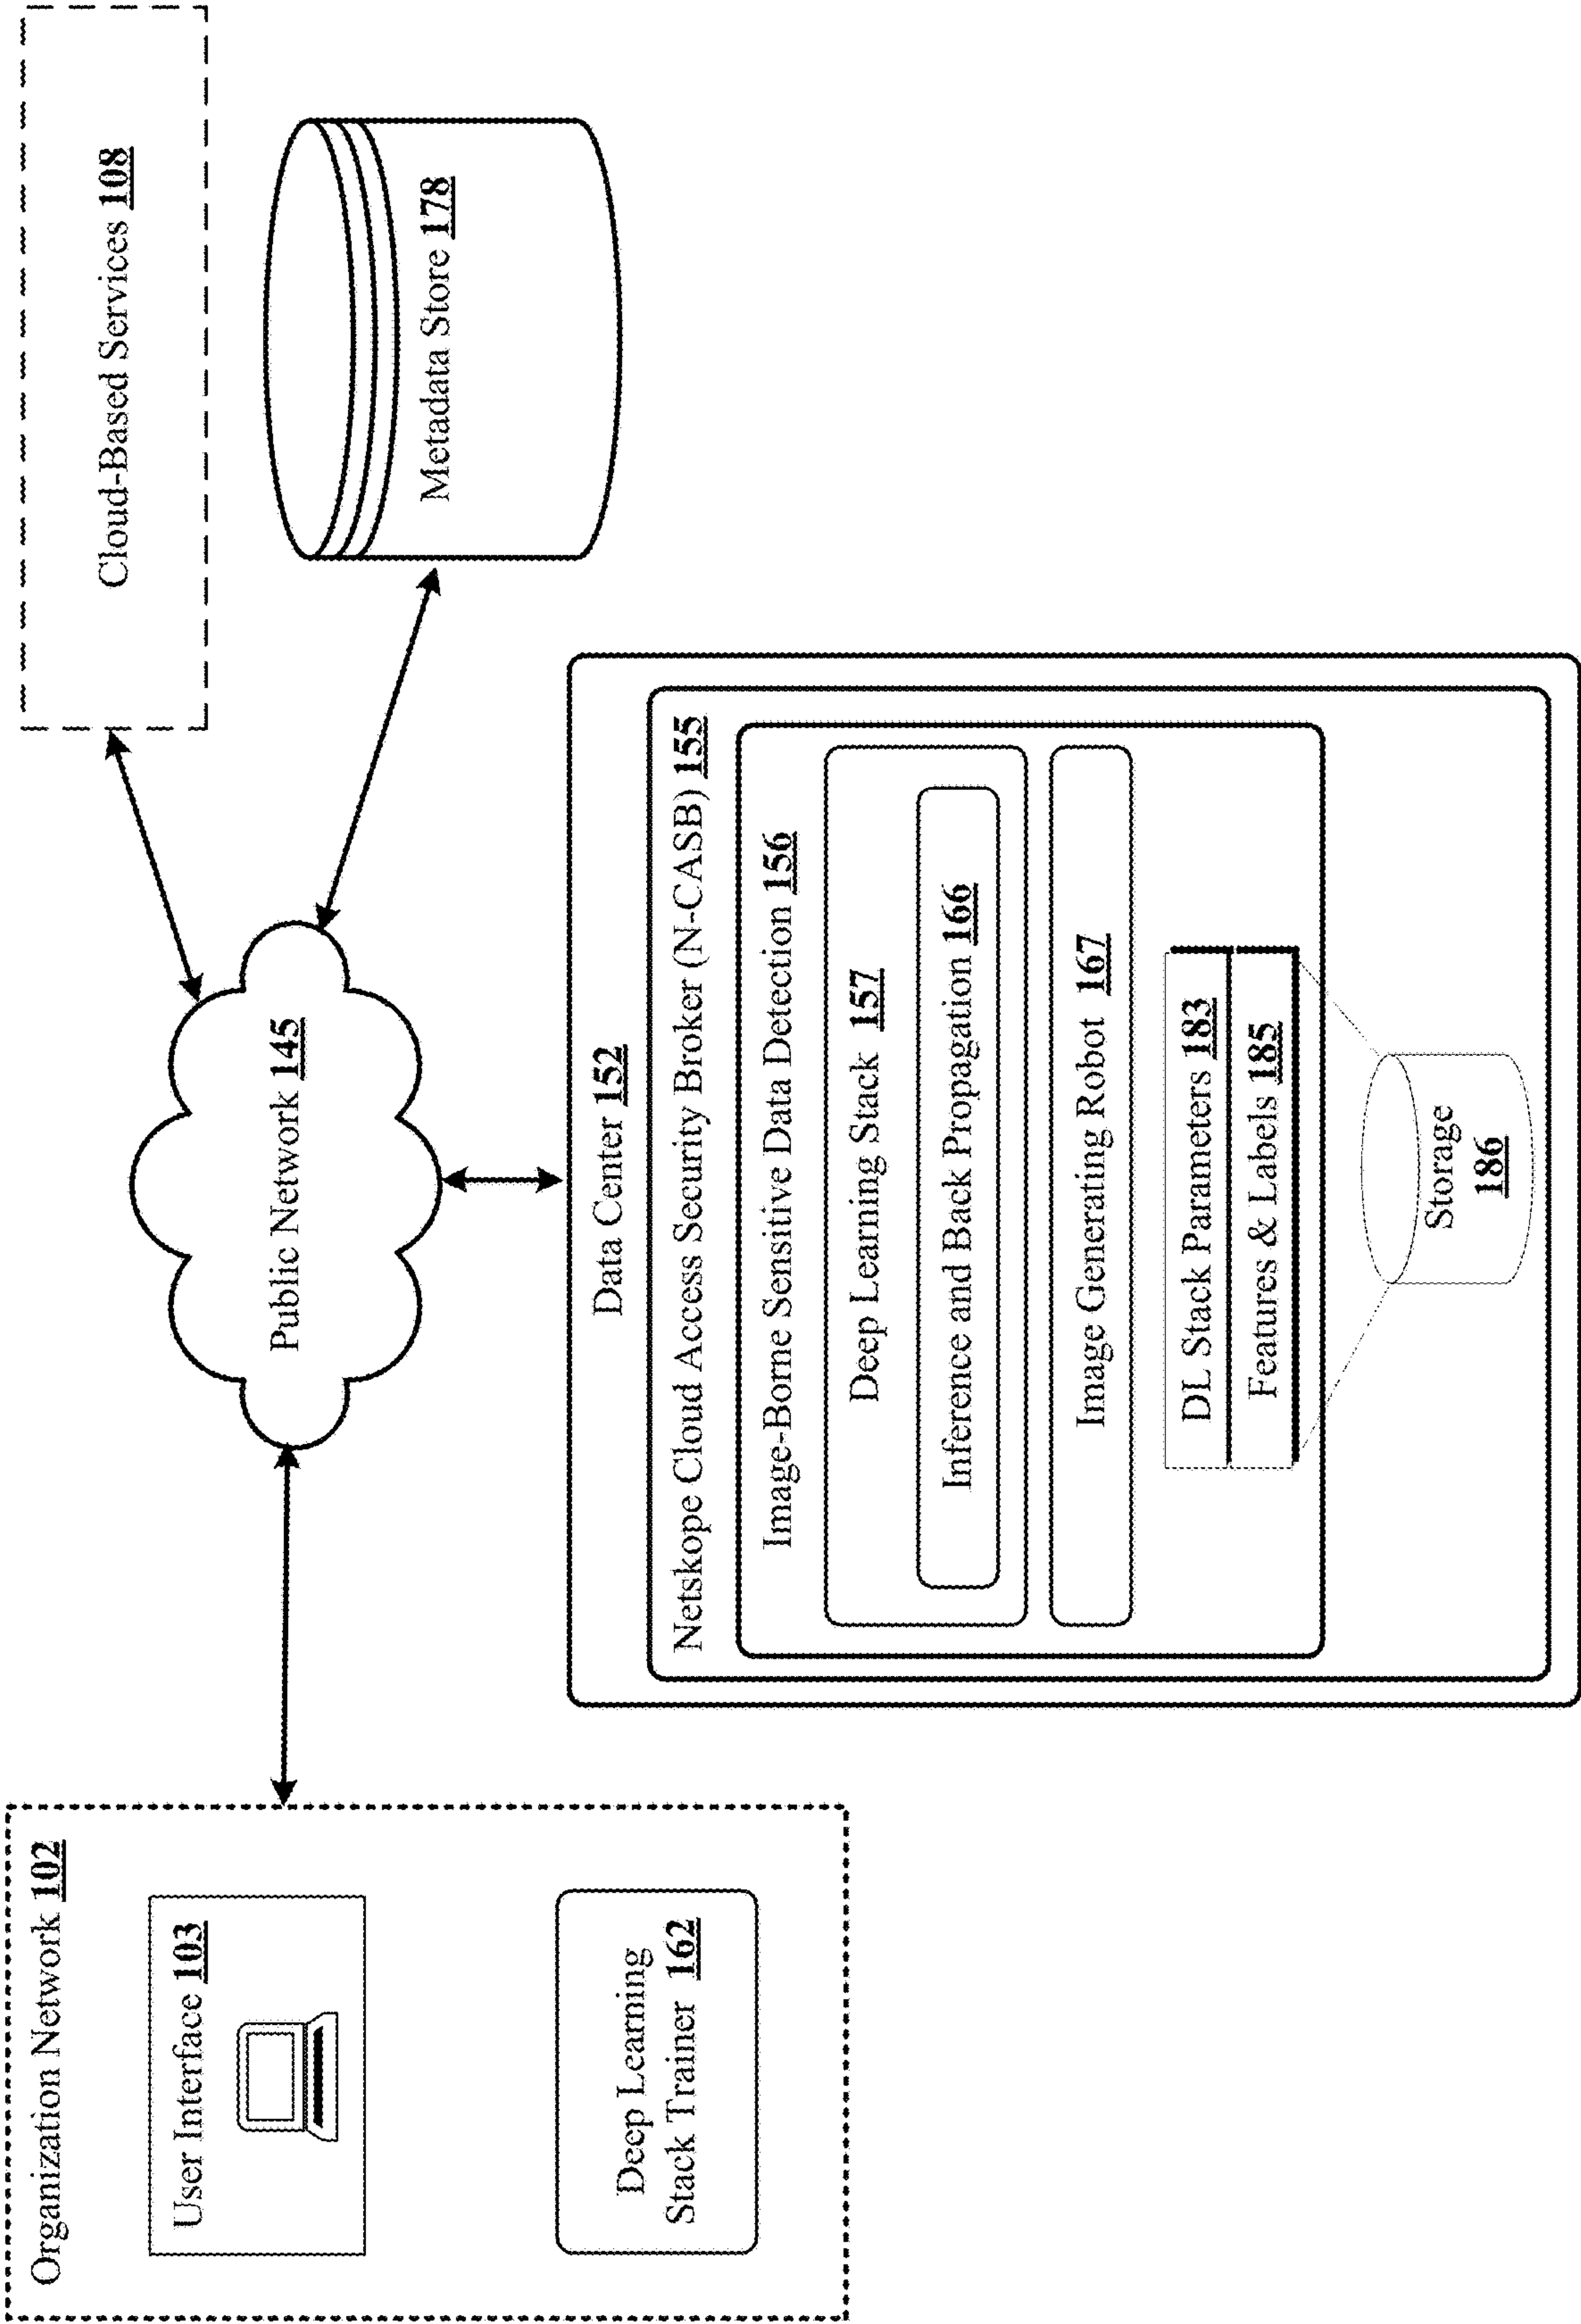 Organization Network 102
User Interface 103
Deep Learning
Stack Trainer 162
Public Network 145
Cloud-Based Services 108
Metadata Store 178
Data Center 152
Netskope Cloud Access Security Broker (N-CASB) 155
Image-Borne Sensitive Data Detection 156
Deep Learning Stack 157
Inference and Back Propagation 166
Image Generating Robot 167
DL Stack Parameters 183
Features & Labels 185
Storage
186